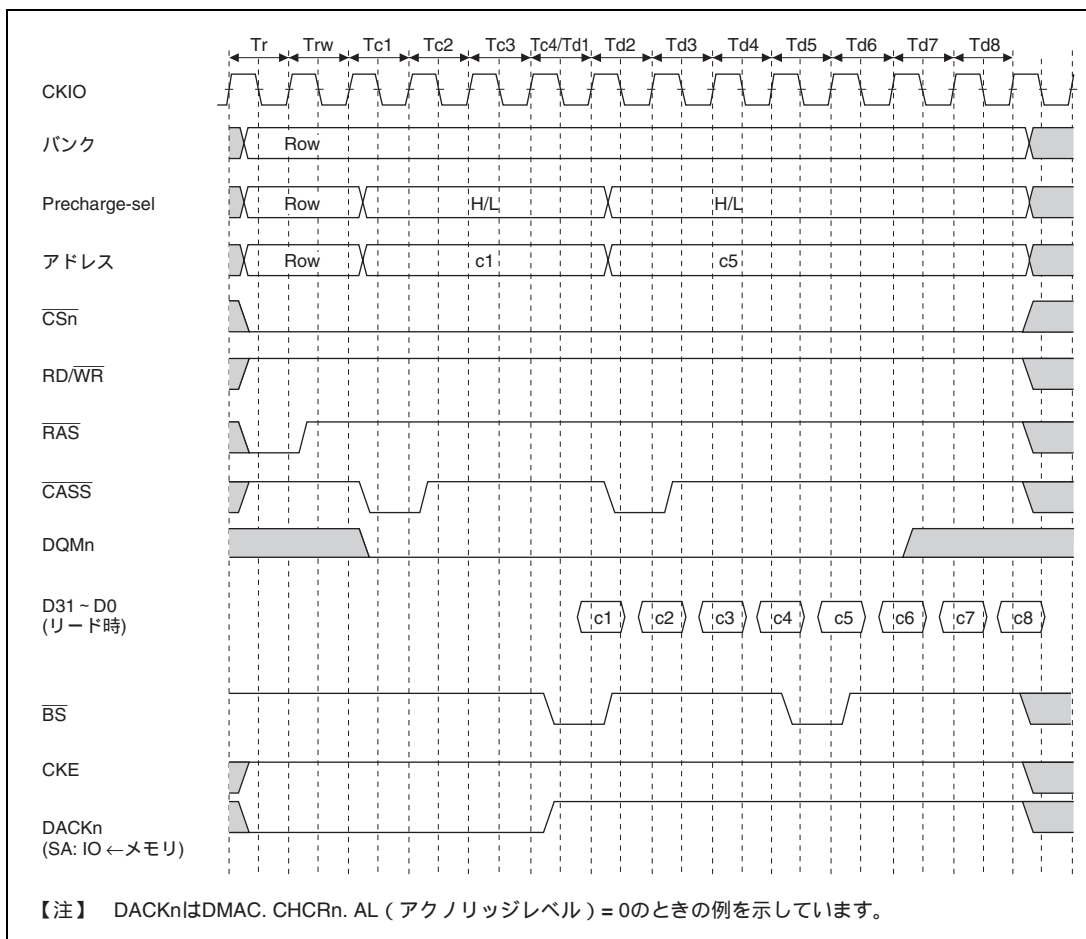 Tr Trw Tc1 Tc2 Tc3 Tc4/Td1 Td2 Td3 Td4 Td5 Td6 Td7 Td8
CKIO
バンク Row
Precharge-sel Row H/L H/L
アドレス Row c1 c5
CSn
RD/WR
RAS
CASS
DQMn
D31 ~ D0
(リード時) c1 c2 c3 c4 c5 c6 c7 c8
BS
CKE
DACKn
(SA: IO ←メモリ)
【注】 DACKnはDMAC. CHCRn. AL ( アクノリッジレベル ) = 0のときの例を示しています。